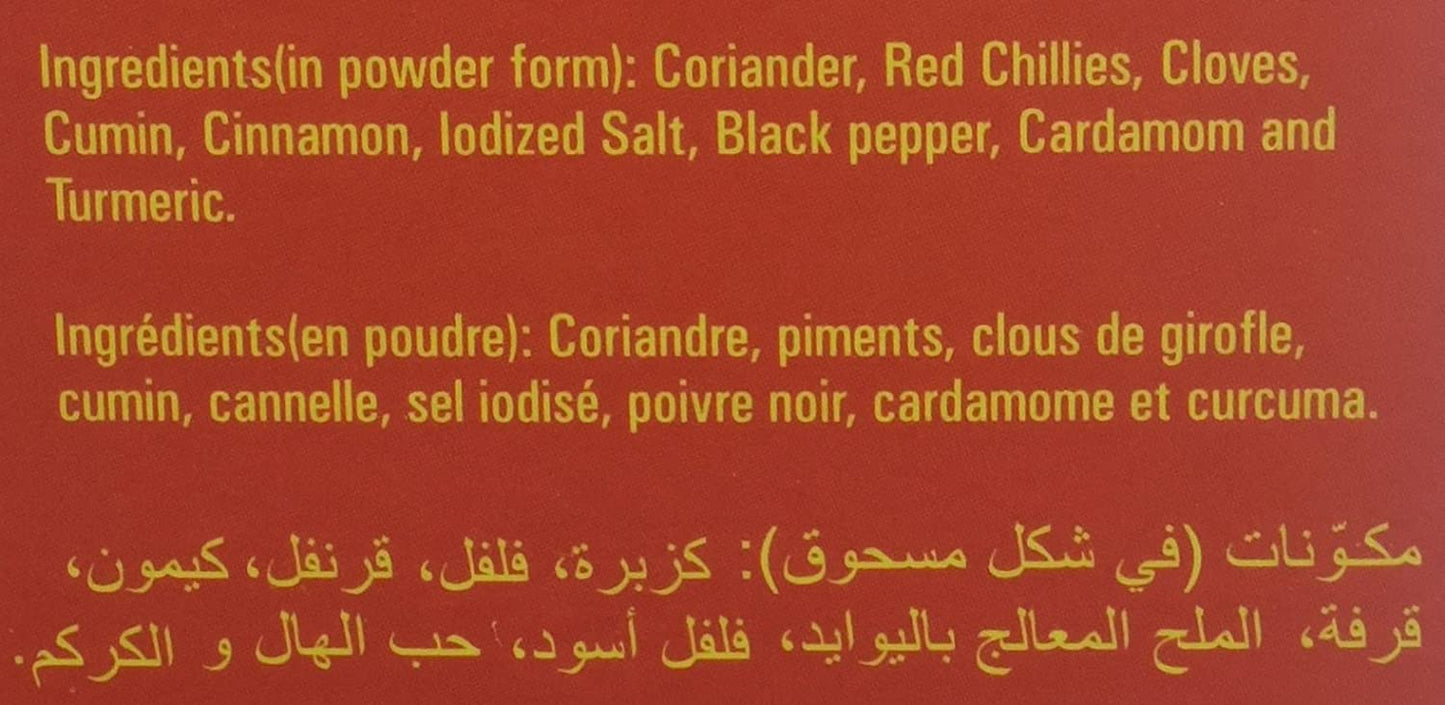 Ingredients(in powder form): Coriander, Red Chillies, Cloves,
Cumin, Cinnamon, Iodized Salt, Black pepper, Cardamom and
Turmeric.
Ingrédients(en poudre): Coriandre, piments, clous de girofle,
cumin, cannelle, sel iodisé, poivre noir, cardamome et curcuma.
مكوّنات (في شكل مسحوق): كزبرة، فلفل، قرنفل، كيمون،
قرفة، الملح المعالج باليوايد، فلفل أسود، حب الهال و الكركم.